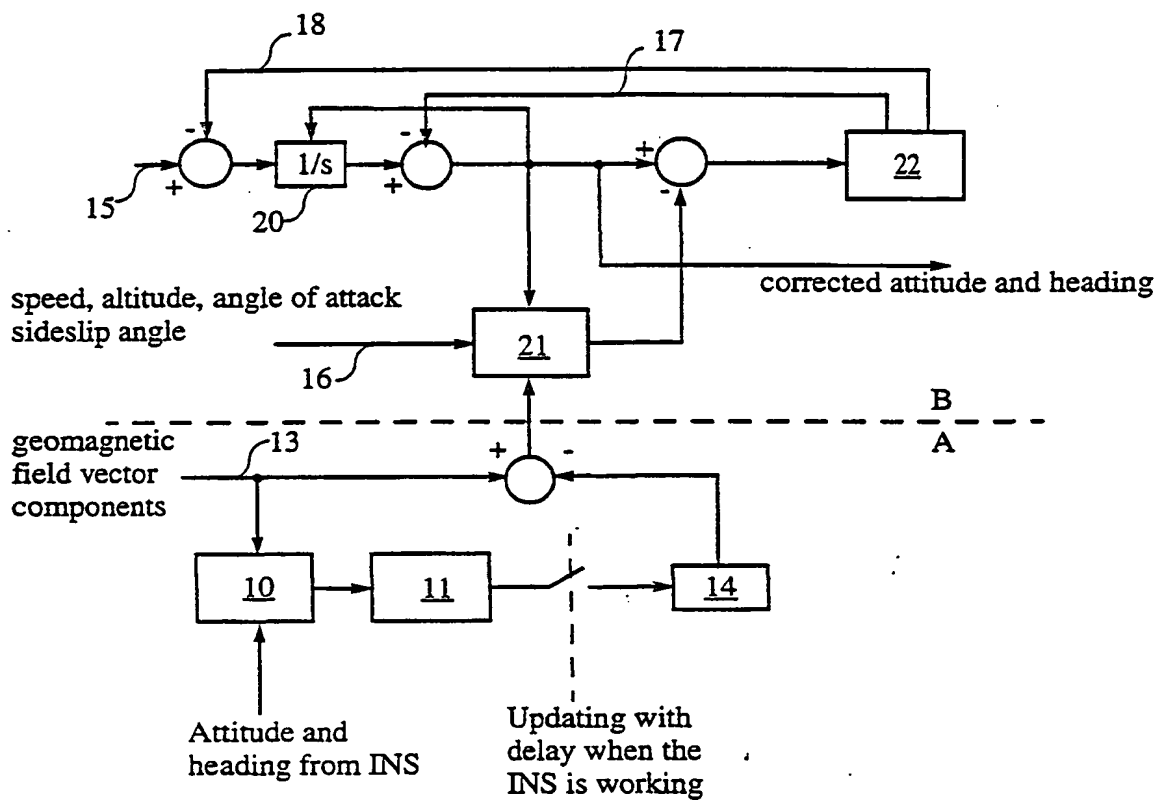 18
17
-
-
+
-
+
1/s
+
22
15
20
corrected attitude and heading
speed, altitude, angle of attack
sideslip angle
21
16
B
A
geomagnetic
field vector
components
13
+
-
10
11
14
Attitude and
heading from INS
Updating with
delay when the
INS is working